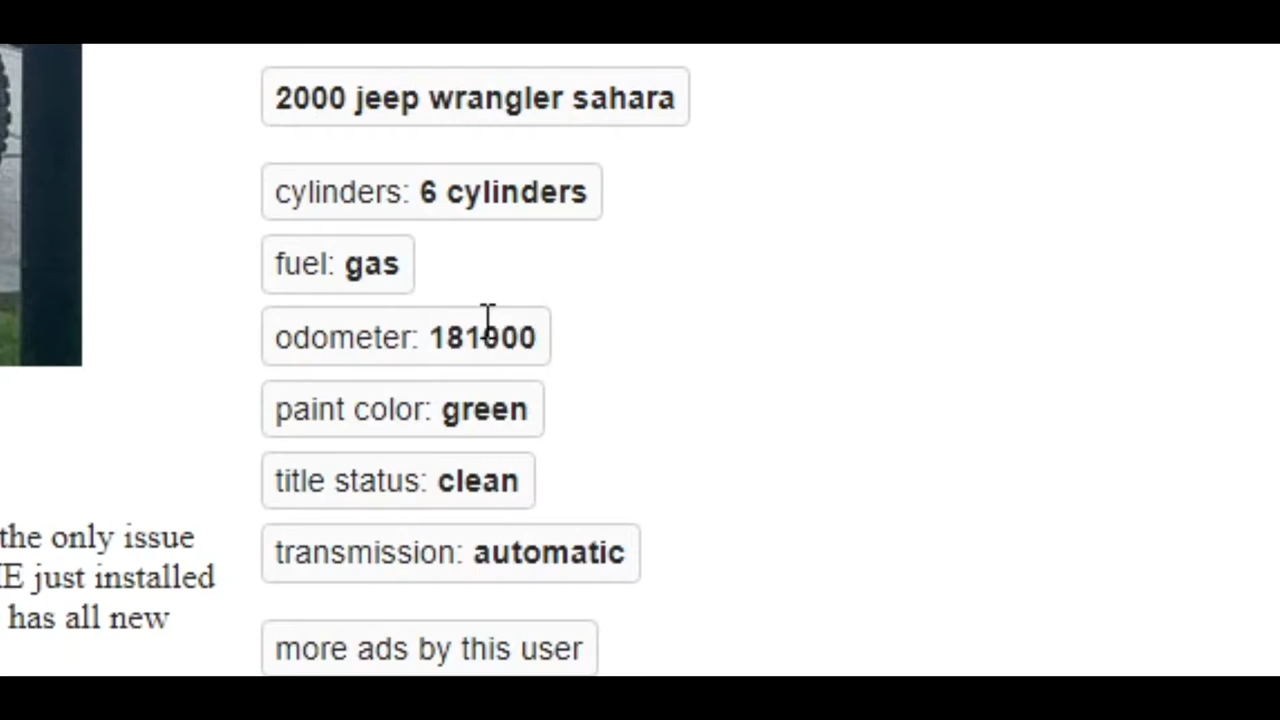 2000 jeep wrangler sahara
cylinders: 6 cylinders
fuel: gas
odometer: 181000
paint color: green
title status: clean
the only issue
transmission: automatic
E just installed
has all new
more ads by this user